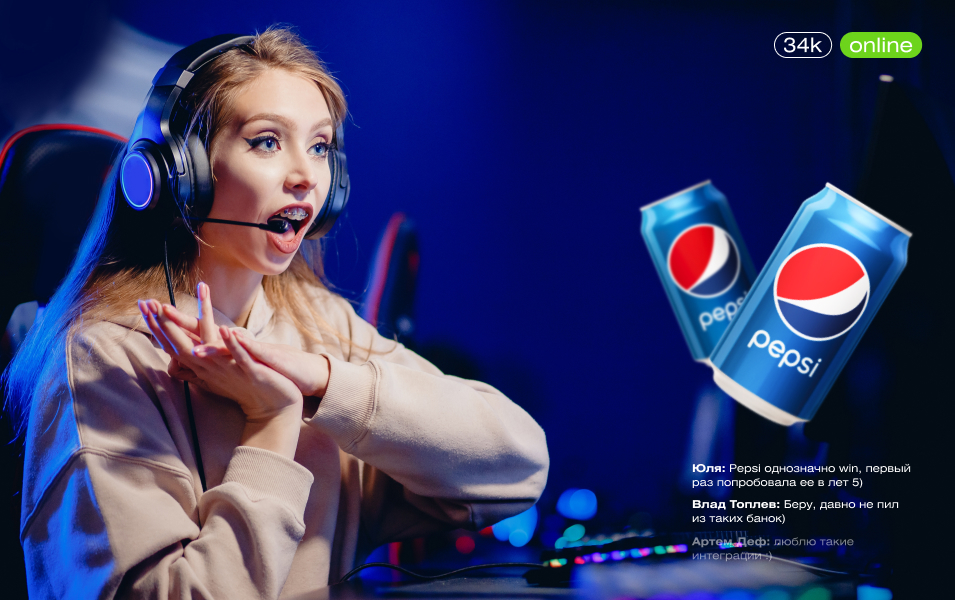 34k online
pepsi
pepsi
Юля: Pepsi однозначно win, первый
раз попробовала ее в лет 5)
Влад Топлев: Беру, давно не пил
из таких банок)
Артем Деф: люблю такие
интеграции :)